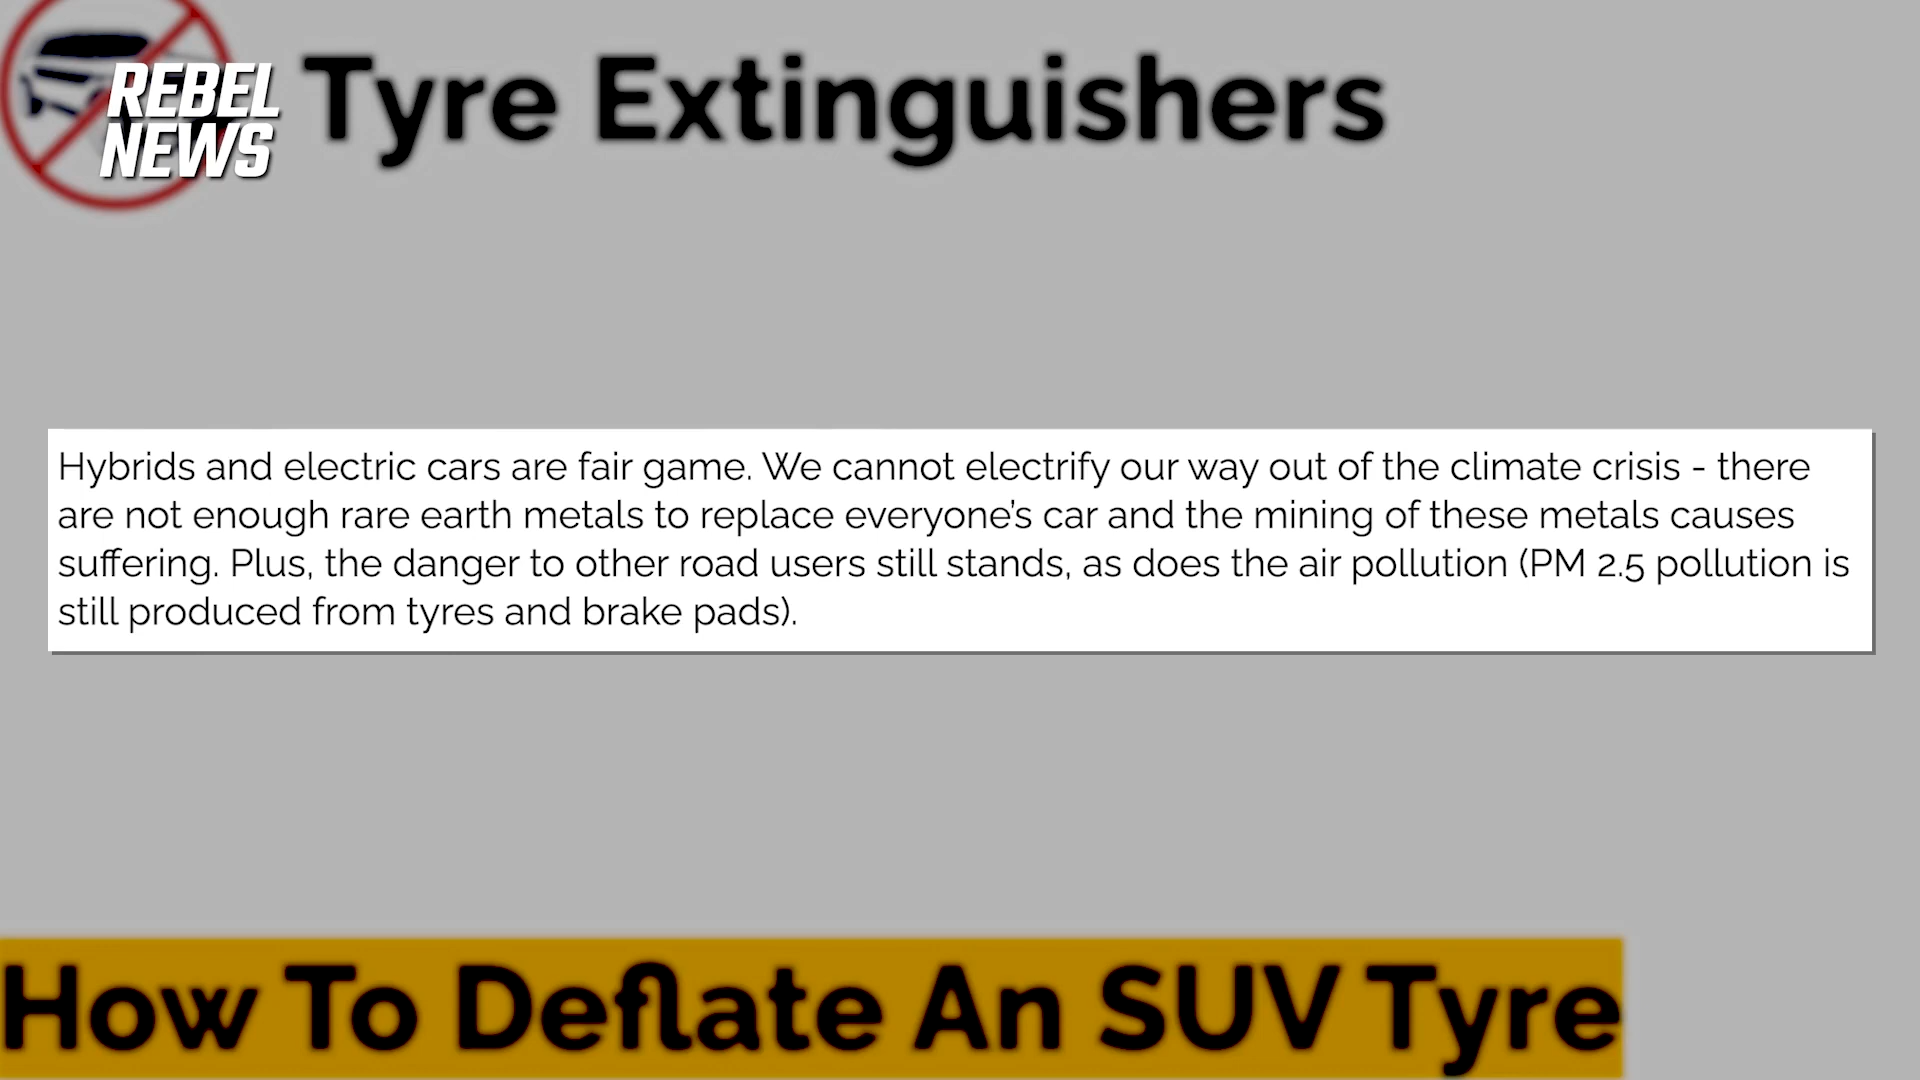 REBEL
NEWS
Tyre Extinguishers
Hybrids and electric cars are fair game. We cannot electrify our way out of the climate crisis - there
are not enough rare earth metals to replace everyone's car and the mining of these metals causes
suffering. Plus, the danger to other road users still stands, as does the air pollution (PM 2.5 pollution is
still produced from tyres and brake pads).
How To Deflate An SUV Tyre